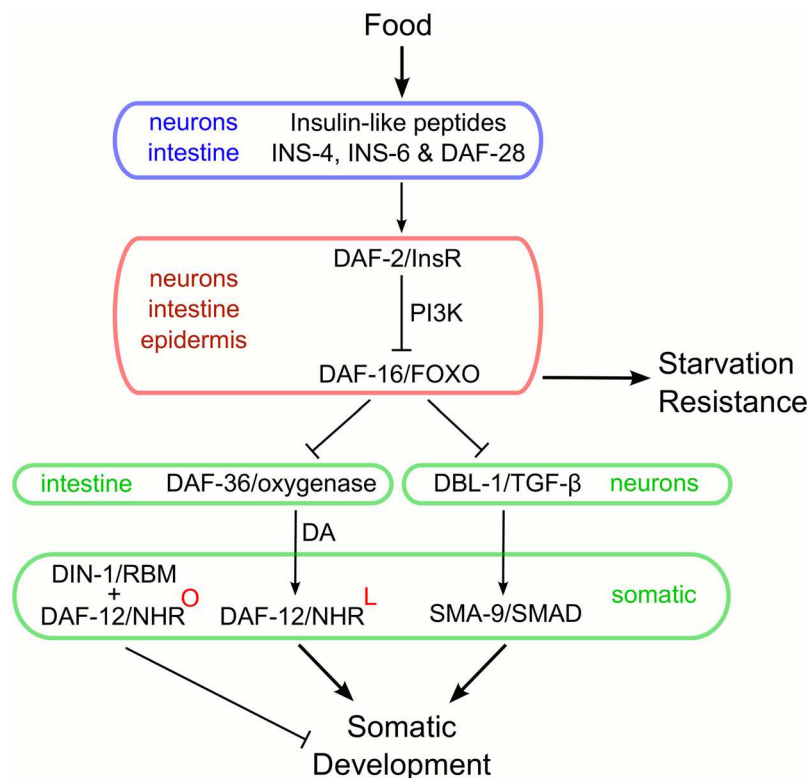 Food
neurons Insulin-like peptides
intestine INS-4, INS-6 & DAF-28
DAF-2/InsR
neurons
intestine
epidermis
PI3K
DAF-16/FOXO
Starvation
Resistance
intestine DAF-36/oxygenase
DBL-1/TGF-β neurons
DA
DIN-1/RBM
+
DAF-12/NHR O
DAF-12/NHR L
SMA-9/SMAD
somatic
Somatic
Development